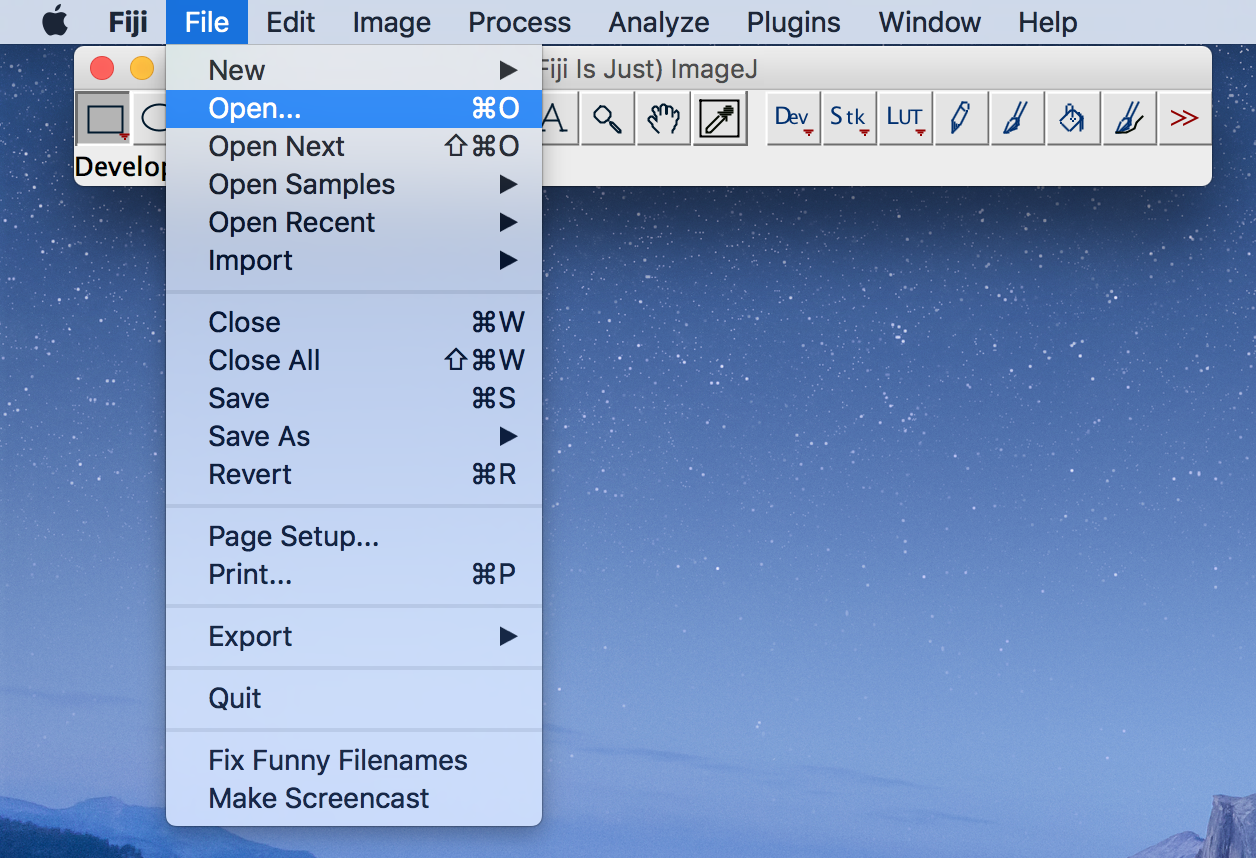 Fiji File Edit Image Process Analyze Plugins Window Help
Fiji Is Just) ImageJ
New
Open... ⌘O
Open Next ⇧⌘O
Open Samples
Open Recent
Import
Close ⌘W
Close All ⇧⌘W
Save ⌘S
Save As
Revert ⌘R
Page Setup...
Print... ⌘P
Export
Quit
Fix Funny Filenames
Make Screencast
A Dev Stk LUT >>
Develop